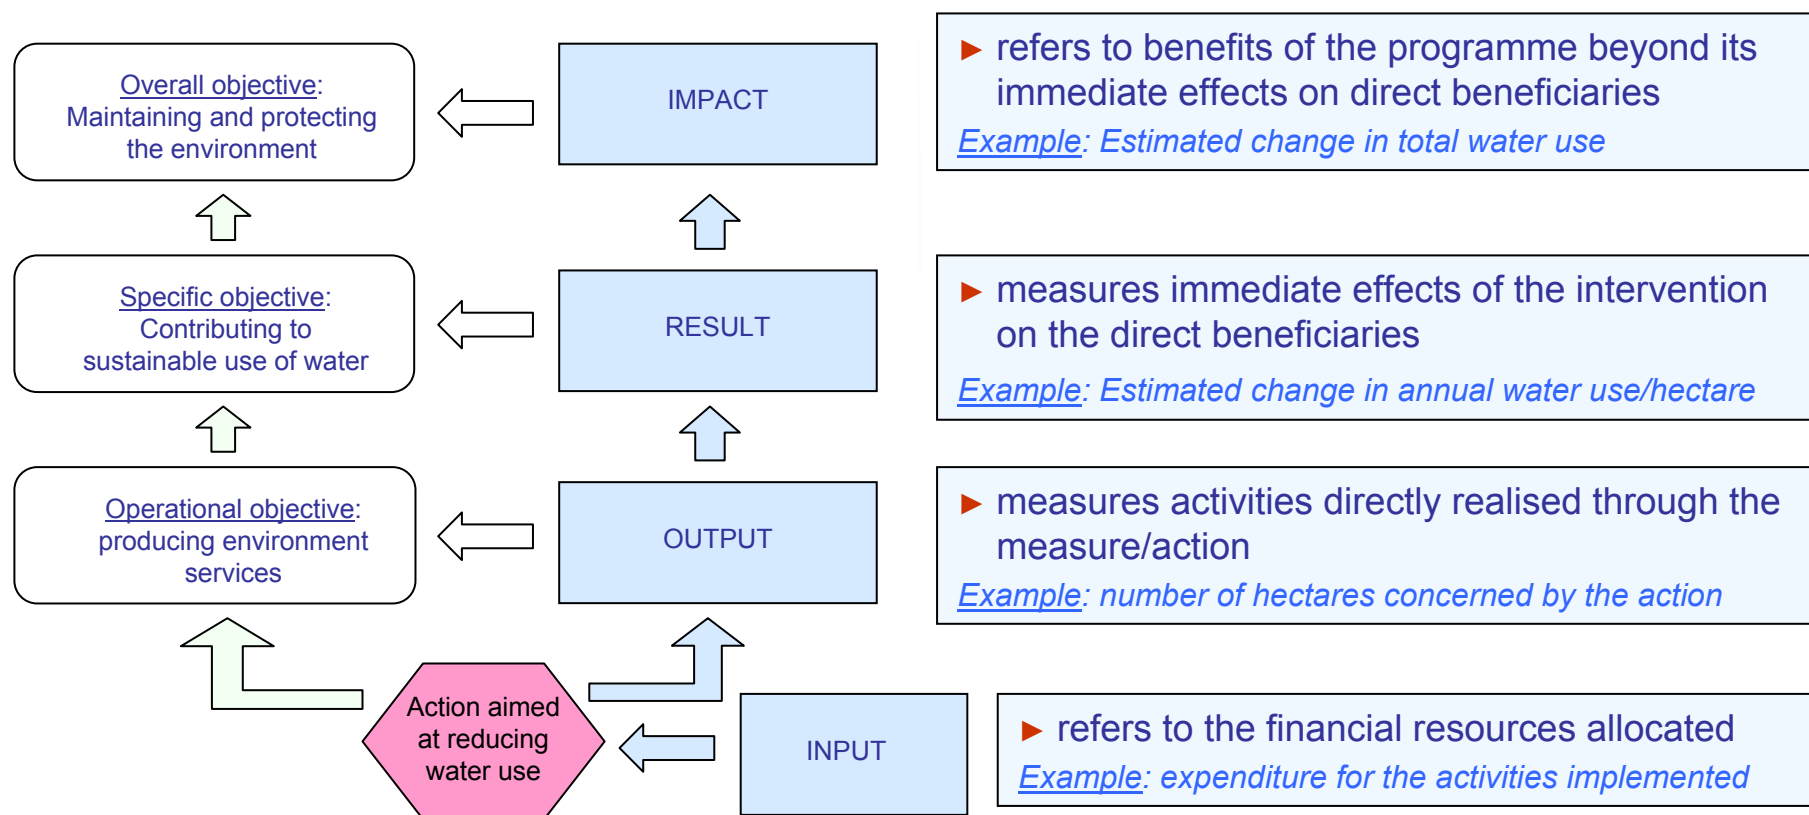 Overall objective:
Maintaining and protecting
the environment
IMPACT
► refers to benefits of the programme beyond its
immediate effects on direct beneficiaries
Example: Estimated change in total water use
Specific objective:
Contributing to
sustainable use of water
RESULT
► measures immediate effects of the intervention
on the direct beneficiaries
Example: Estimated change in annual water use/hectare
Operational objective:
producing environment
services
OUTPUT
► measures activities directly realised through the
measure/action
Example: number of hectares concerned by the action
Action aimed
at reducing
water use
INPUT
► refers to the financial resources allocated
Example: expenditure for the activities implemented